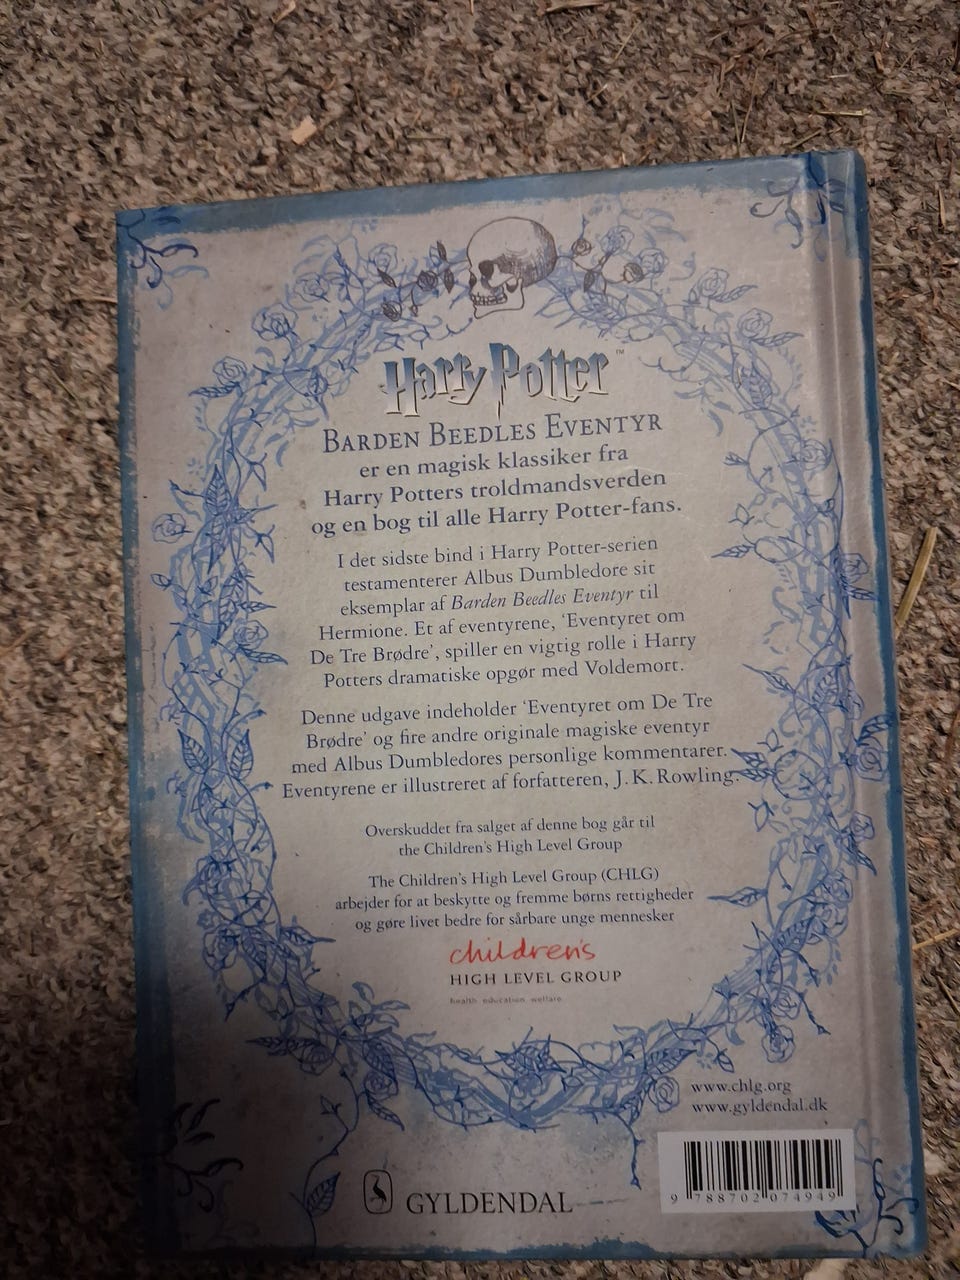 Harry Potter™
BARDEN BEEDLES EVENTYR
er en magisk klassiker fra
Harry Potters troldmandsverden
og en bog til alle Harry Potter-fans.
I det sidste bind i Harry Potter-serien
testamenterer Albus Dumbledore sit
eksemplar af Barden Beedles Eventyr til
Hermione. Et af eventyrene, ‘Eventyret om
De Tre Brødre’, spiller en vigtig rolle i Harry
Potters dramatiske opgør med Voldemort.
Denne udgave indeholder ‘Eventyret om De Tre
Brødre’ og fire andre originale magiske eventyr
med Albus Dumbledores personlige kommentarer.
Eventyrene er illustreret af forfatteren, J. K. Rowling.
Overskuddet fra salget af denne bog går til
the Children's High Level Group
The Children's High Level Group (CHLG)
arbejder for at beskytte og fremme børns rettigheder
og gøre livet bedre for sårbare unge mennesker
children's
HIGH LEVEL GROUP
health education welfare
www.chlg.org
www.gyldendal.dk
9 788702 074949
GYLDENDAL